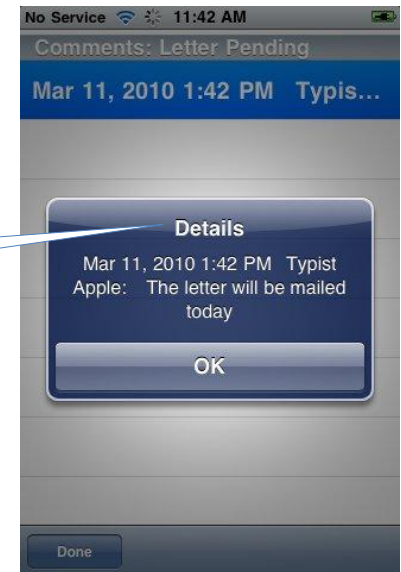 No Service 11:42 AM
Comments: Letter Pending
Mar 11, 2010 1:42 PM Typis...
Details
Mar 11, 2010 1:42 PM Typist
Apple: The letter will be mailed
today
OK
Done